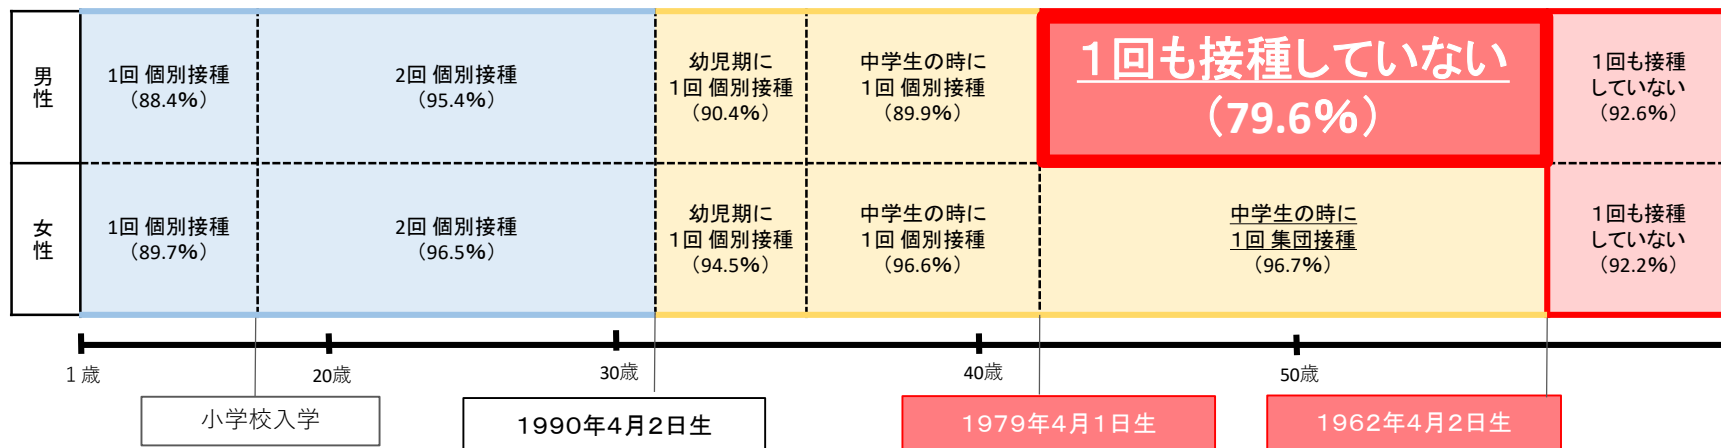 男性
1回 個別接種
（88.4％）
2回 個別接種
（95.4％）
幼児期に
1回 個別接種
（90.4％）
中学生の時に
1回 個別接種
（89.9％）
１回も接種していない
（79.6％）
1回も接種
していない
（92.6％）
女性
1回 個別接種
（89.7％）
2回 個別接種
（96.5％）
幼児期に
1回 個別接種
（94.5％）
中学生の時に
1回 個別接種
（96.6％）
中学生の時に
1回 集団接種
（96.7％）
1回も接種
していない
（92.2％）
1歳
20歳
30歳
40歳
50歳
小学校入学
1990年4月2日生
1979年4月1日生
1962年4月2日生